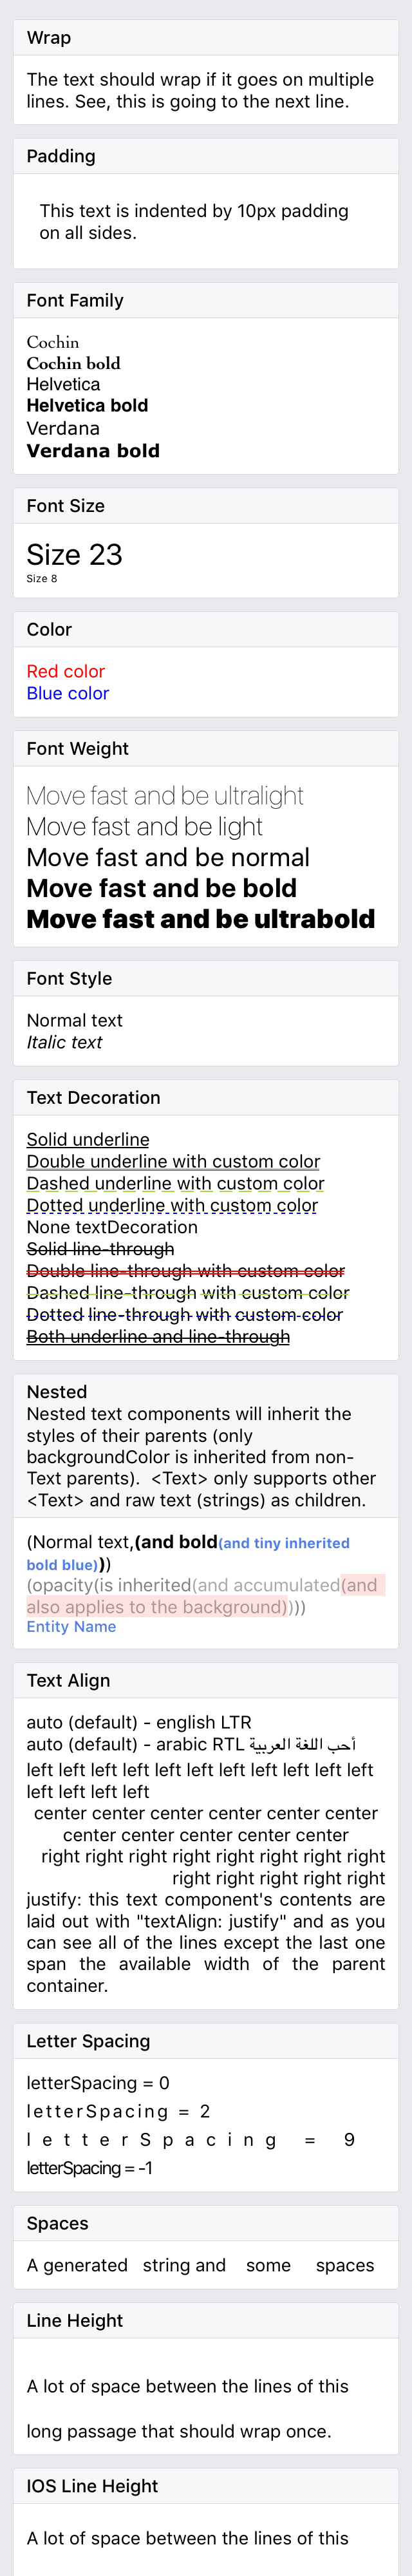 Wrap
The text should wrap if it goes on multiple
lines. See, this is going to the next line.
Padding
This text is indented by 10px padding
on all sides.
Font Family
Cochin
Cochin bold
Helvetica
Helvetica bold
Verdana
Verdana bold
Font Size
Size 23
Size 8
Color
Red color
Blue color
Font Weight
Move fast and be ultralight
Move fast and be light
Move fast and be normal
Move fast and be bold
Move fast and be ultrabold
Font Style
Normal text
Italic text
Text Decoration
Solid underline
Double underline with custom color
Dashed underline with custom color
Dotted underline with custom color
None textDecoration
Solid line-through
Double line-through with custom color
Dashed line-through with custom color
Dotted line-through with custom color
Both underline and line-through
Nested
Nested text components will inherit the
styles of their parents (only
backgroundColor is inherited from non-
Text parents).  <Text> only supports other
<Text> and raw text (strings) as children.
(Normal text,(and bold(and tiny inherited
bold blue)))
(opacity(is inherited(and accumulated(and
also applies to the background))))
Entity Name
Text Align
auto (default) - english LTR
auto (default) - arabic RTL أحب اللغة العربية
left left left left left left left left left left left
left left left left
center center center center center center
center center center center center
right right right right right right right right
right right right right right
justify: this text component's contents are
laid out with "textAlign: justify" and as you
can see all of the lines except the last one
span the available width of the parent
container.
Letter Spacing
letterSpacing = 0
letterSpacing = 2
letterSpacing = 9
letterSpacing = -1
Spaces
A generated   string and    some     spaces
Line Height
A lot of space between the lines of this
long passage that should wrap once.
IOS Line Height
A lot of space between the lines of this